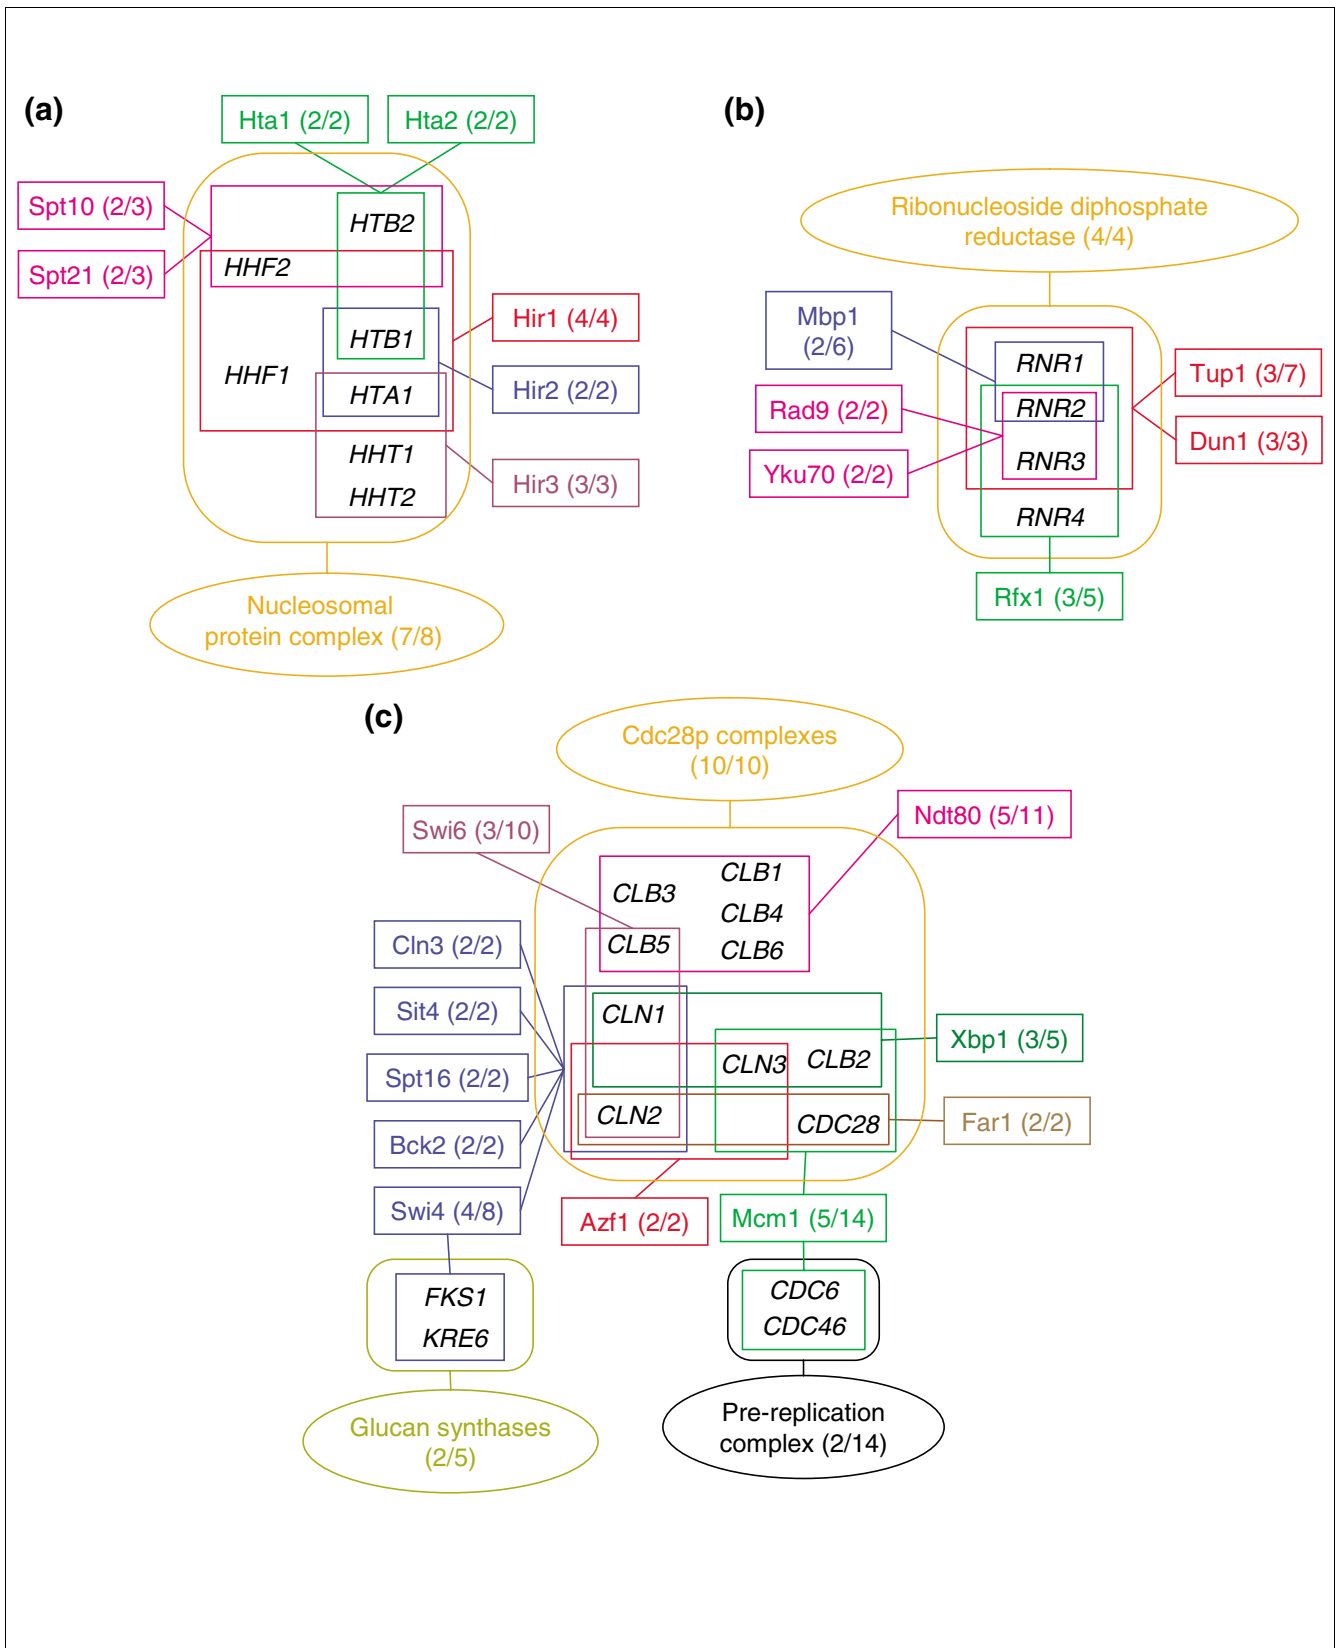 (a)
Hta1 (2/2)
Hta2 (2/2)
Spt10 (2/3)
Spt21 (2/3)
HTB2
HHF2
HTB1
HHF1
HTA1
HHT1
HHT2
Hir1 (4/4)
Hir2 (2/2)
Hir3 (3/3)
Nucleosomal
protein complex (7/8)
(b)
Ribonucleoside diphosphate
reductase (4/4)
Mbp1
(2/6)
Rad9 (2/2)
Yku70 (2/2)
RNR1
RNR2
RNR3
RNR4
Tup1 (3/7)
Dun1 (3/3)
Rfx1 (3/5)
(c)
Cdc28p complexes
(10/10)
Swi6 (3/10)
Ndt80 (5/11)
CLB3
CLB1
CLB4
CLB5
CLB6
Cln3 (2/2)
Sit4 (2/2)
Spt16 (2/2)
Bck2 (2/2)
Swi4 (4/8)
CLN1
CLN3
CLB2
CLN2
CDC28
Xbp1 (3/5)
Far1 (2/2)
Azf1 (2/2)
Mcm1 (5/14)
FKS1
KRE6
CDC6
CDC46
Glucan synthases
(2/5)
Pre-replication
complex (2/14)